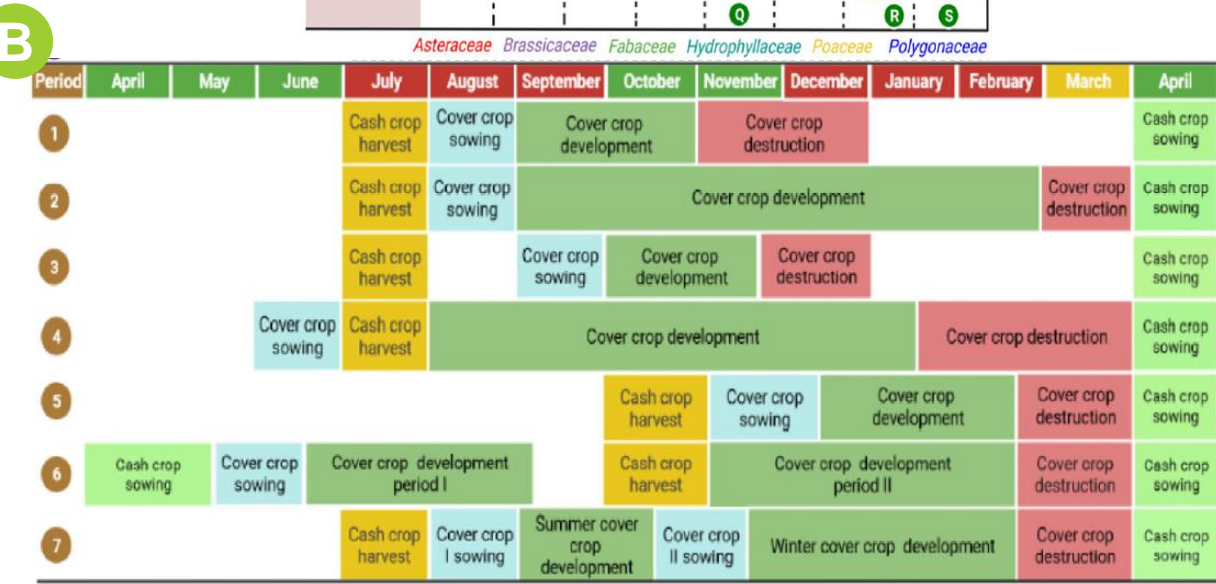 B
Q R S
Asteraceae Brassicaceae Fabaceae Hydrophyllaceae Poaceae Polygonaceae
Period April May June July August September October November December January February March April
1
Cash crop
harvest
Cover crop
sowing
Cover crop
development
Cover crop
destruction
Cash crop
sowing
2
Cash crop
harvest
Cover crop
sowing
Cover crop development
Cover crop
destruction
Cash crop
sowing
3
Cash crop
harvest
Cover crop
sowing
Cover crop
development
Cover crop
destruction
Cash crop
sowing
4
Cover crop
sowing
Cash crop
harvest
Cover crop development
Cover crop destruction
Cash crop
sowing
5
Cash crop
harvest
Cover crop
sowing
Cover crop
development
Cover crop
destruction
Cash crop
sowing
6
Cash crop
sowing
Cover crop
sowing
Cover crop development
period I
Cash crop
harvest
Cover crop development
period II
Cover crop
destruction
Cash crop
sowing
7
Cash crop
harvest
Cover crop
I sowing
Summer cover
crop
development
Cover crop
II sowing
Winter cover crop development
Cover crop
destruction
Cash crop
sowing